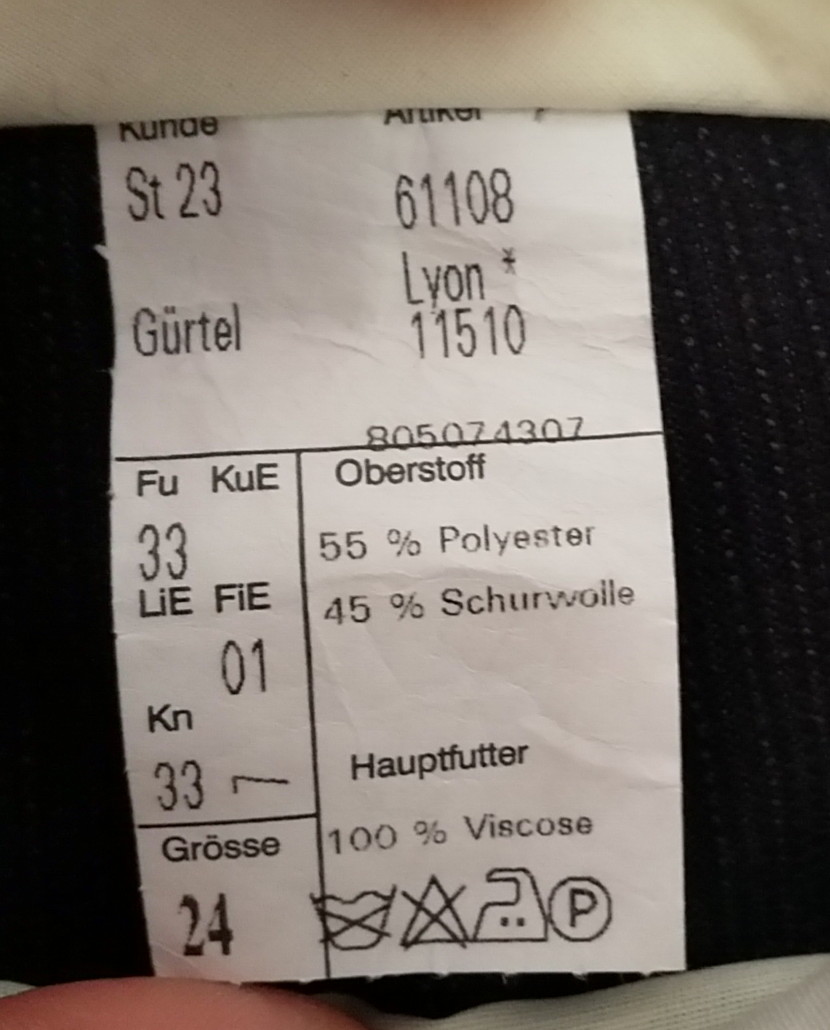 Kunde Artikel
St 23 61108
Lyon *
Gürtel 11510
805074307
Fu KuE Oberstoff
33 55 % Polyester
LiE FiE 45 % Schurwolle
01
Kn
33 Hauptfutter
Grösse 100 % Viscose
24 P